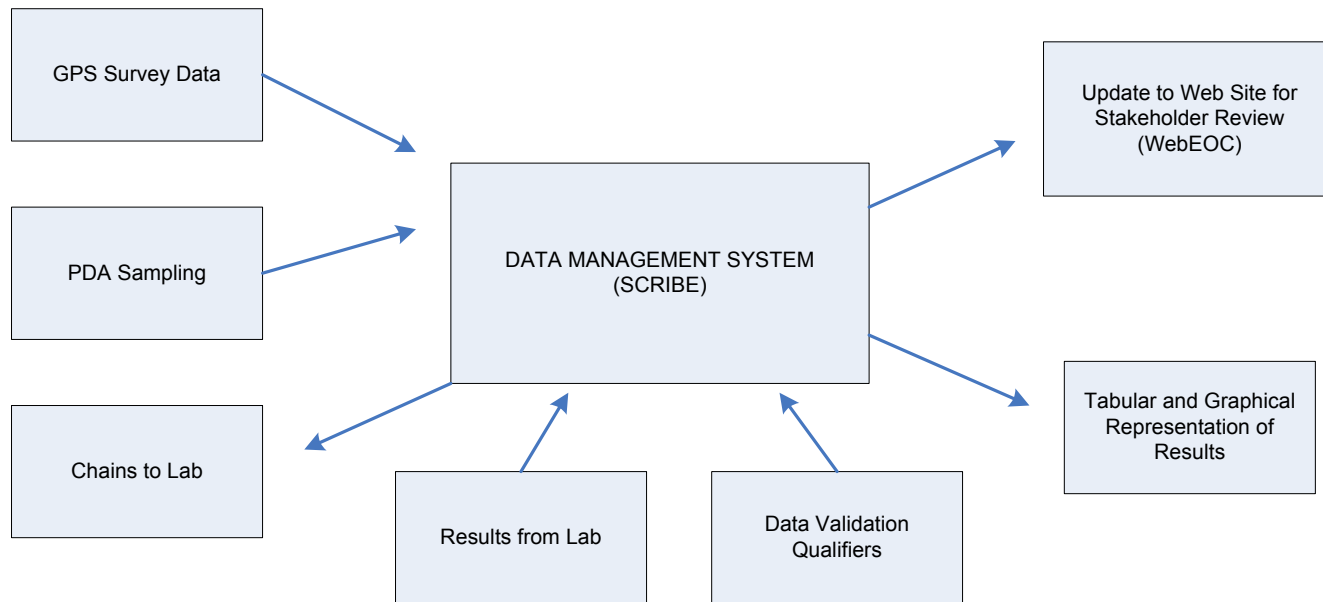 GPS Survey Data
Update to Web Site for
Stakeholder Review
(WebEOC)
PDA Sampling
DATA MANAGEMENT SYSTEM
(SCRIBE)
Chains to Lab
Results from Lab
Data Validation
Qualifiers
Tabular and Graphical
Representation of
Results